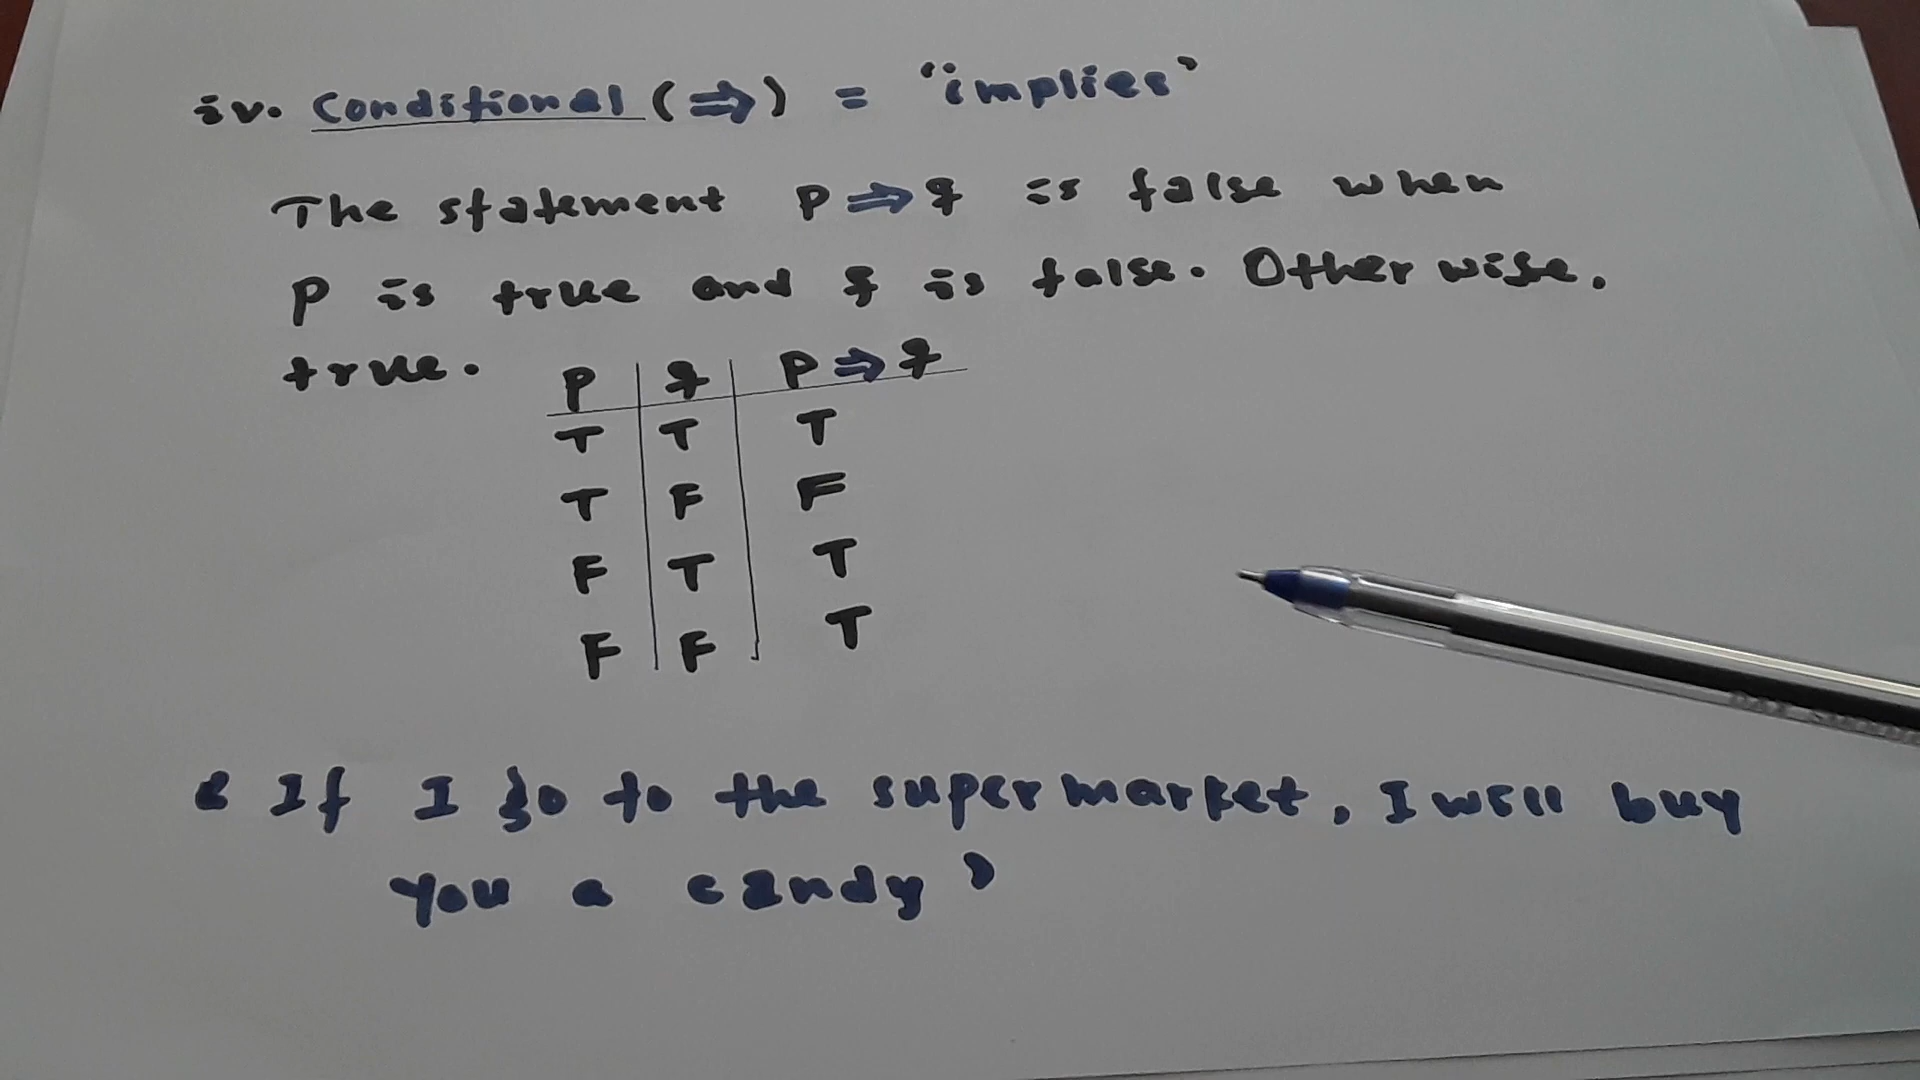 iv. Conditional (⇒) = "implies"
The statement P⇒q is false when
P is true and q is false. Otherwise.
true.
P q P⇒q
T T T
T F F
F T T
F F T
" If I go to the supermarket, I will buy
you a candy "